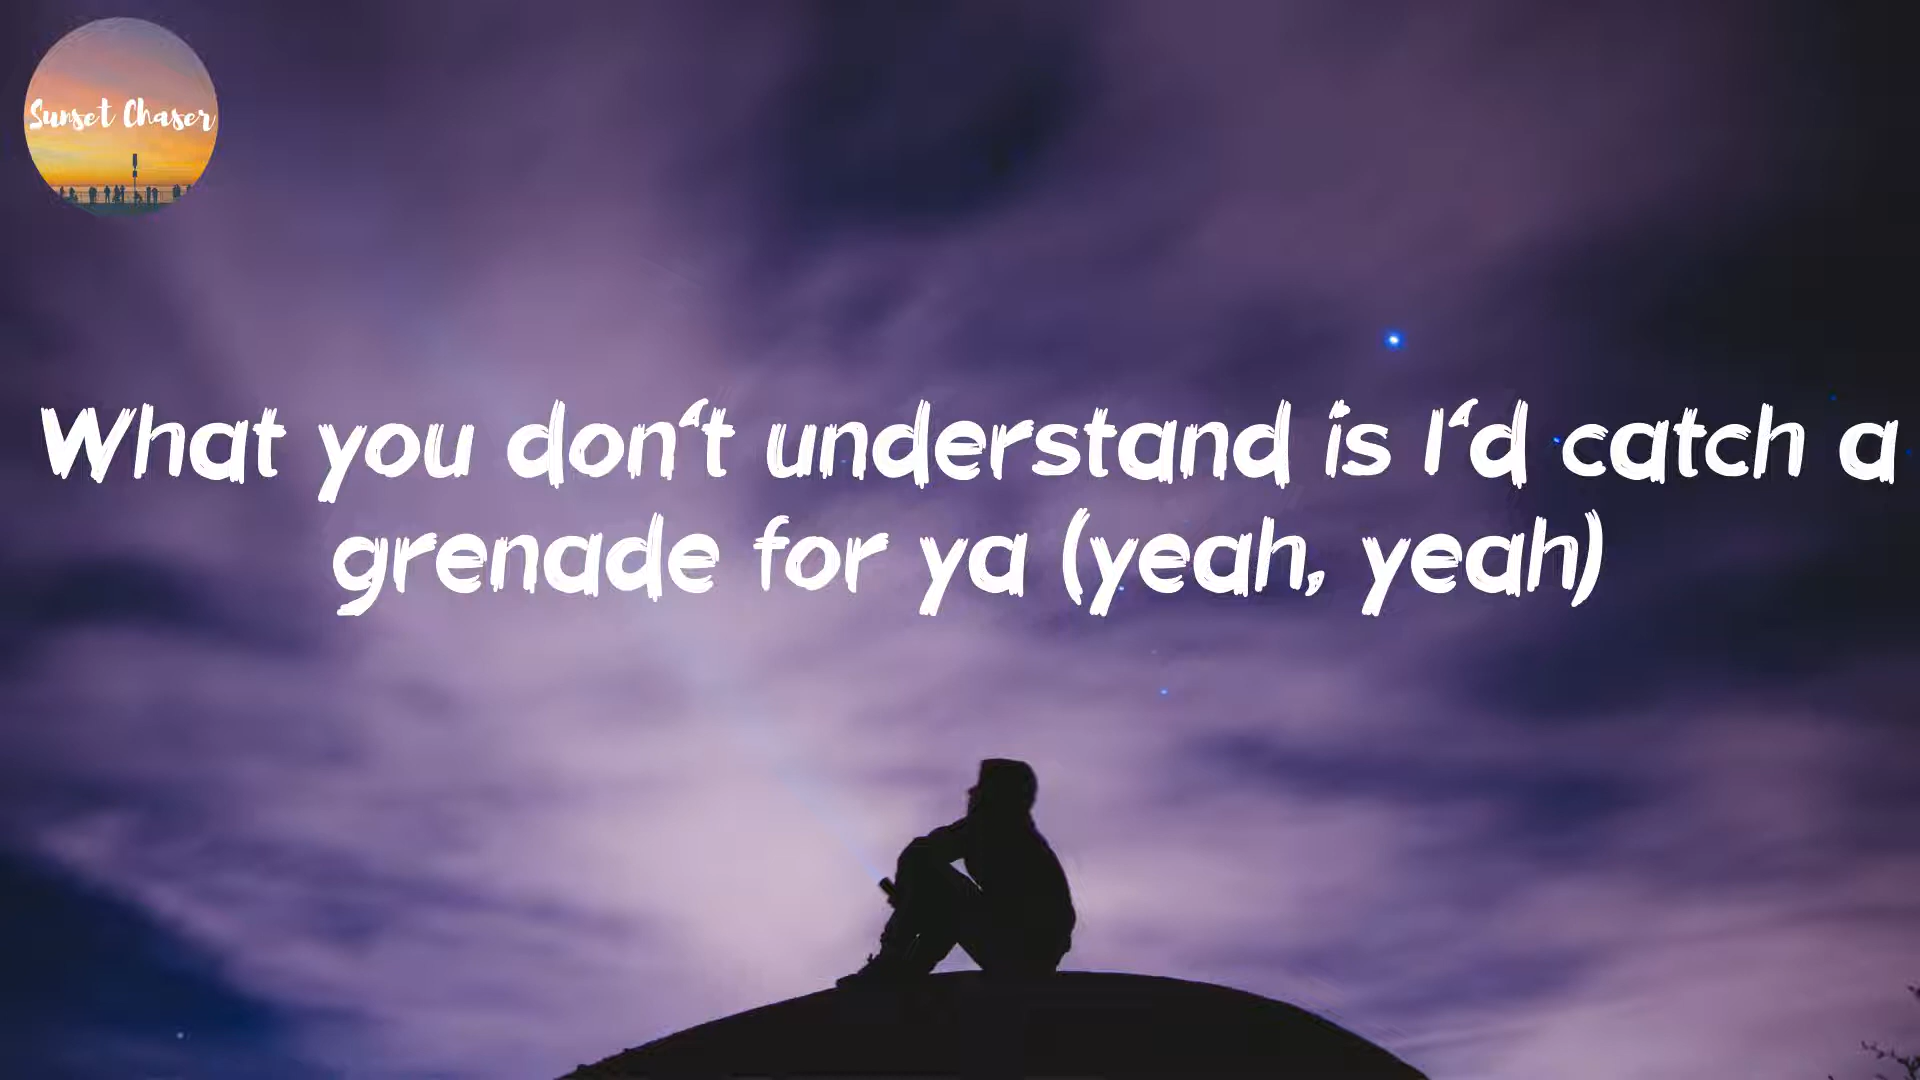 Sunset Chaser
What you don't understand is I'd catch a
grenade for ya (yeah, yeah)